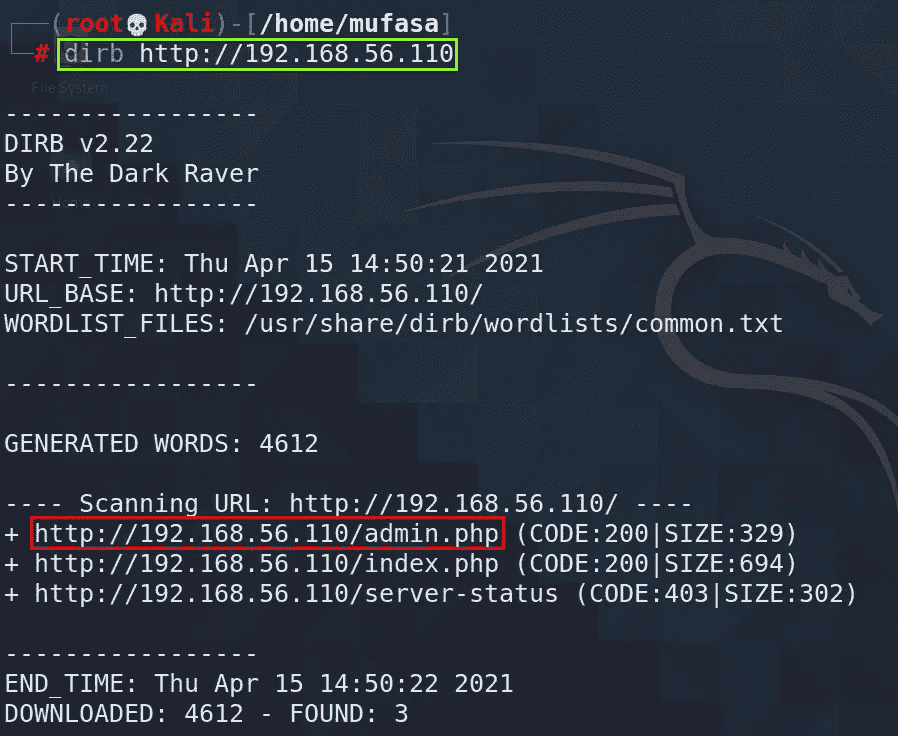 ┌──(root💀Kali)-[/home/mufasa]
└─# dirb http://192.168.56.110
File System
-----------------
DIRB v2.22
By The Dark Raver
-----------------
Home
START_TIME: Thu Apr 15 14:50:21 2021
URL_BASE: http://192.168.56.110/
WORDLIST_FILES: /usr/share/dirb/wordlists/common.txt
-----------------
GENERATED WORDS: 4612
---- Scanning URL: http://192.168.56.110/ ----
+ http://192.168.56.110/admin.php (CODE:200|SIZE:329)
+ http://192.168.56.110/index.php (CODE:200|SIZE:694)
+ http://192.168.56.110/server-status (CODE:403|SIZE:302)
-----------------
END_TIME: Thu Apr 15 14:50:22 2021
DOWNLOADED: 4612 - FOUND: 3